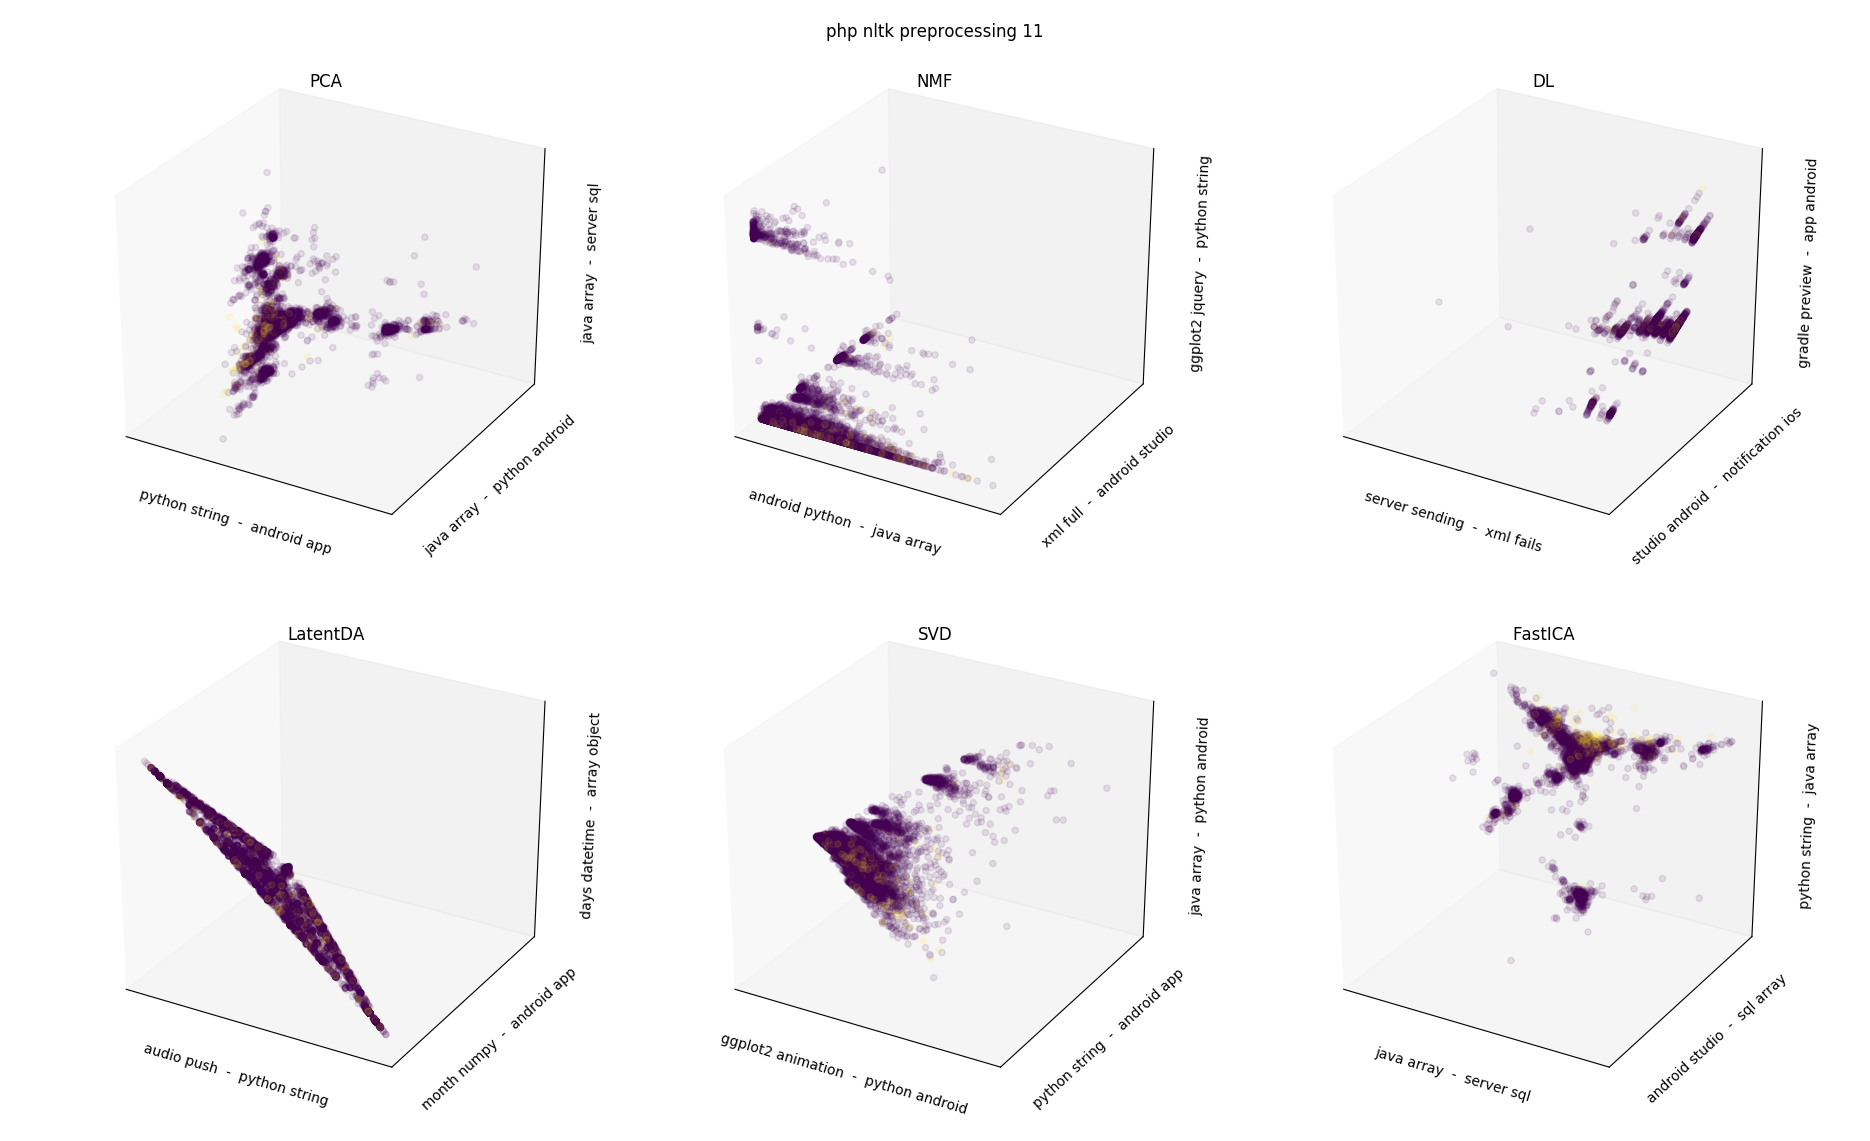 php nltk preprocessing 11
PCA
java array - server sql
java array - python android
python string - android app
NMF
ggplot2 jquery - python string
xml full - android studio
android python - java array
DL
gradle preview - app android
studio android - notification ios
server sending - xml fails
LatentDA
days datetime - array object
month numpy - android app
audio push - python string
SVD
java array - python android
python string - android app
ggplot2 animation - python android
FastICA
python string - java array
android studio - sql array
java array - server sql